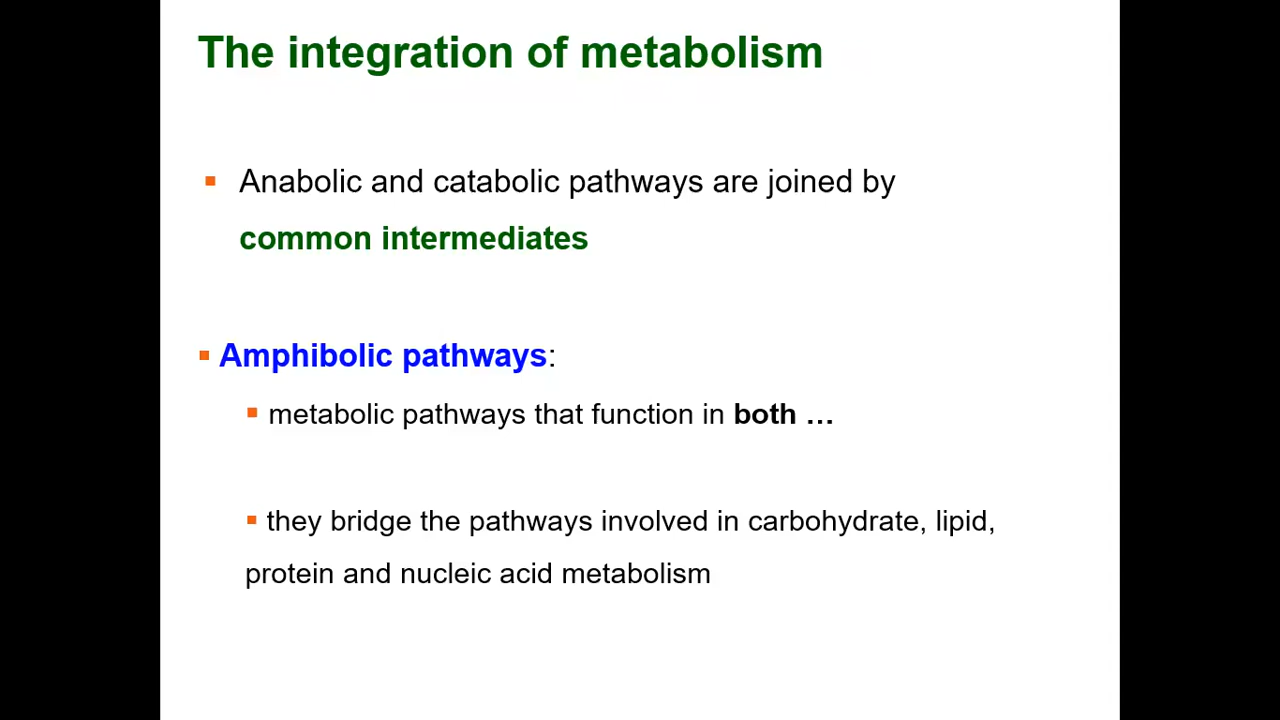 The integration of metabolism
▪ Anabolic and catabolic pathways are joined by
common intermediates
▪ Amphibolic pathways:
▪ metabolic pathways that function in both …
▪ they bridge the pathways involved in carbohydrate, lipid,
protein and nucleic acid metabolism